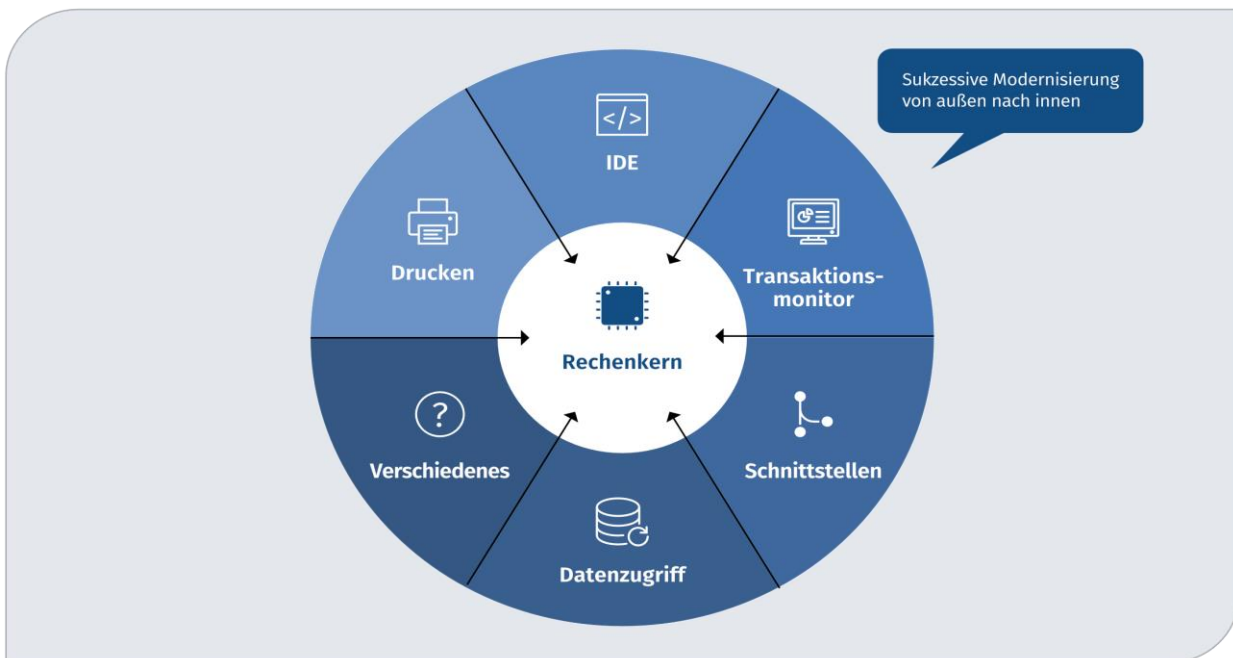 Sukzessive Modernisierung
von außen nach innen
</>
IDE
Transaktions-
monitor
Schnittstellen
Datenzugriff
?
Verschiedenes
Drucken
Rechenkern